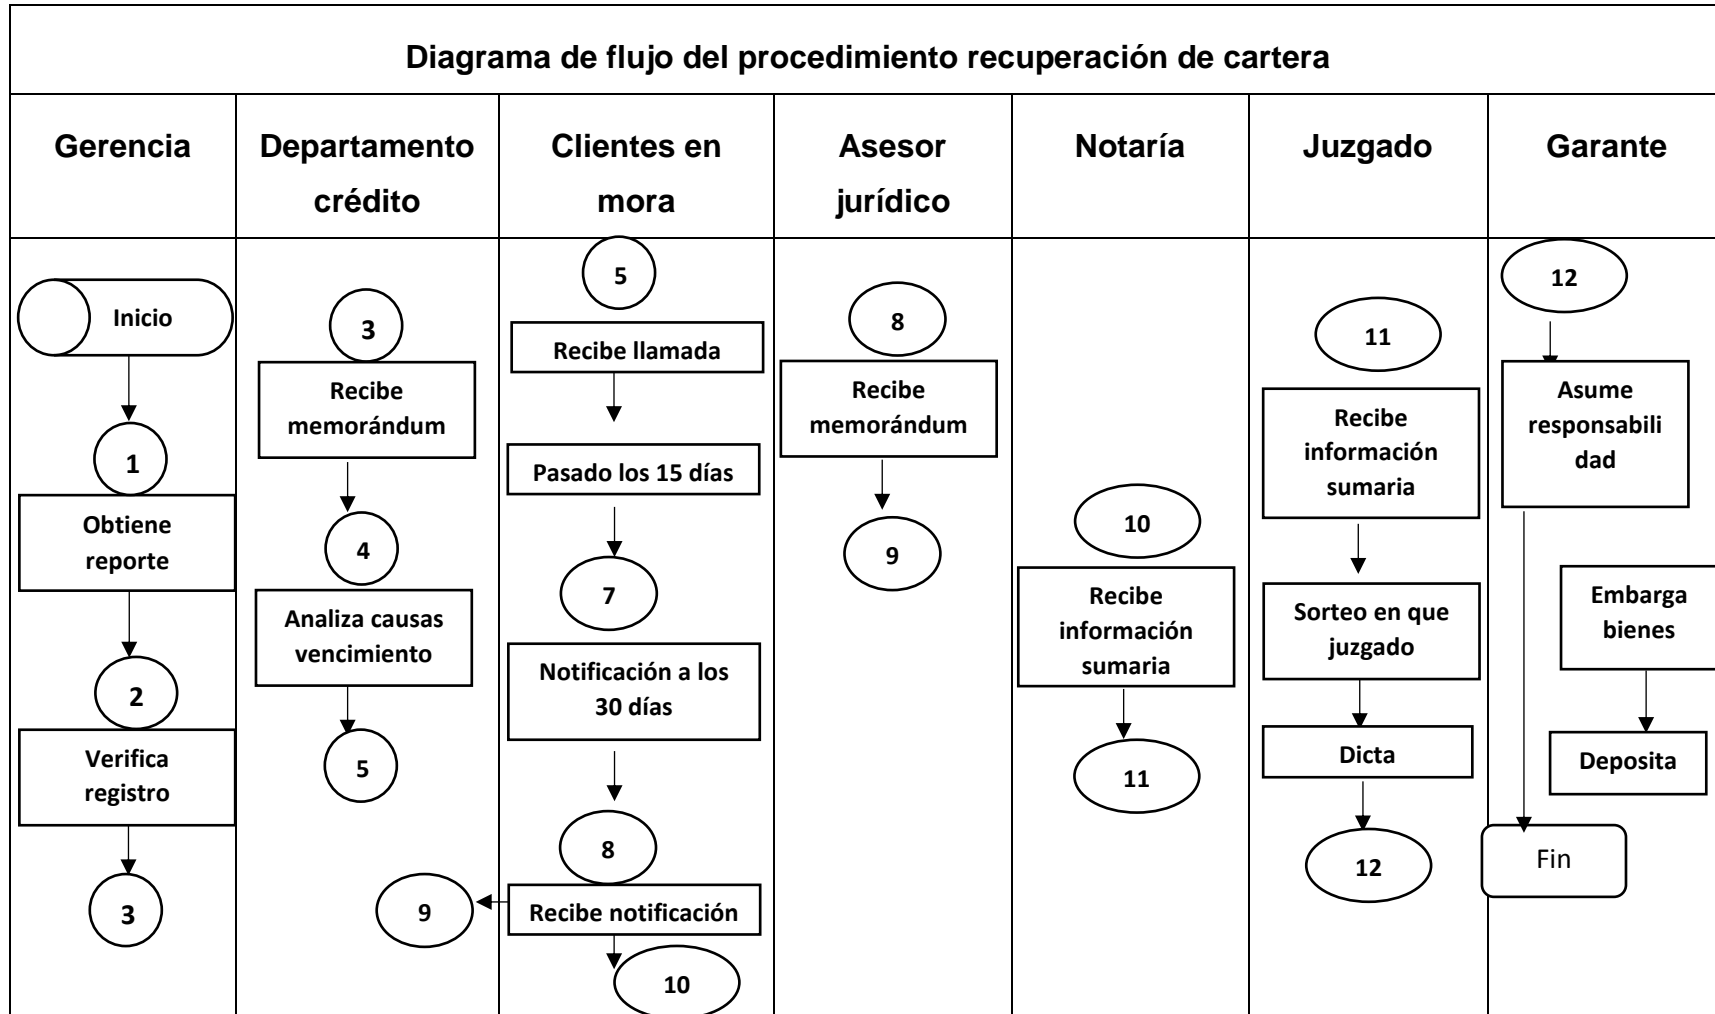 Diagrama de flujo del procedimiento recuperación de cartera
Gerencia
Departamento
crédito
Clientes en
mora
Asesor
jurídico
Notaría
Juzgado
Garante
Inicio
1
Obtiene
reporte
2
Verifica
registro
3
3
Recibe
memorándum
4
Analiza causas
vencimiento
5
9
5
Recibe llamada
Pasado los 15 días
7
Notificación a los
30 días
8
Recibe notificación
10
8
Recibe
memorándum
9
10
Recibe
información
sumaria
11
11
Recibe
información
sumaria
Sorteo en que
juzgado
Dicta
12
12
Asume
responsabili
dad
Embarga
bienes
Deposita
Fin